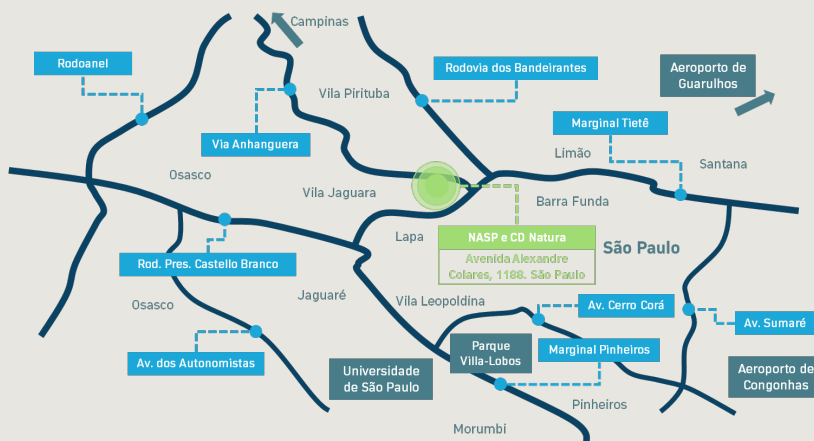 Campinas
Rodoanel
Rodovia dos Bandeirantes
Aeroporto de
Guarulhos
Vila Pirituba
Marginal Tietê
Via Anhanguera
Limão
Santana
Osasco
Vila Jaguara
Barra Funda
Lapa
NASP e CD Natura
São Paulo
Avenida Alexandre
Colares, 1188. São Paulo
Rod. Pres. Castello Branco
Jaguaré
Vila Leopoldína
Osasco
Av. Cerro Corá
Av. Sumaré
Parque
Villa-Lobos
Marginal Pinheiros
Av. dos Autonomistas
Universidade
de São Paulo
Aeroporto de
Congonhas
Pinheiros
Morumbi